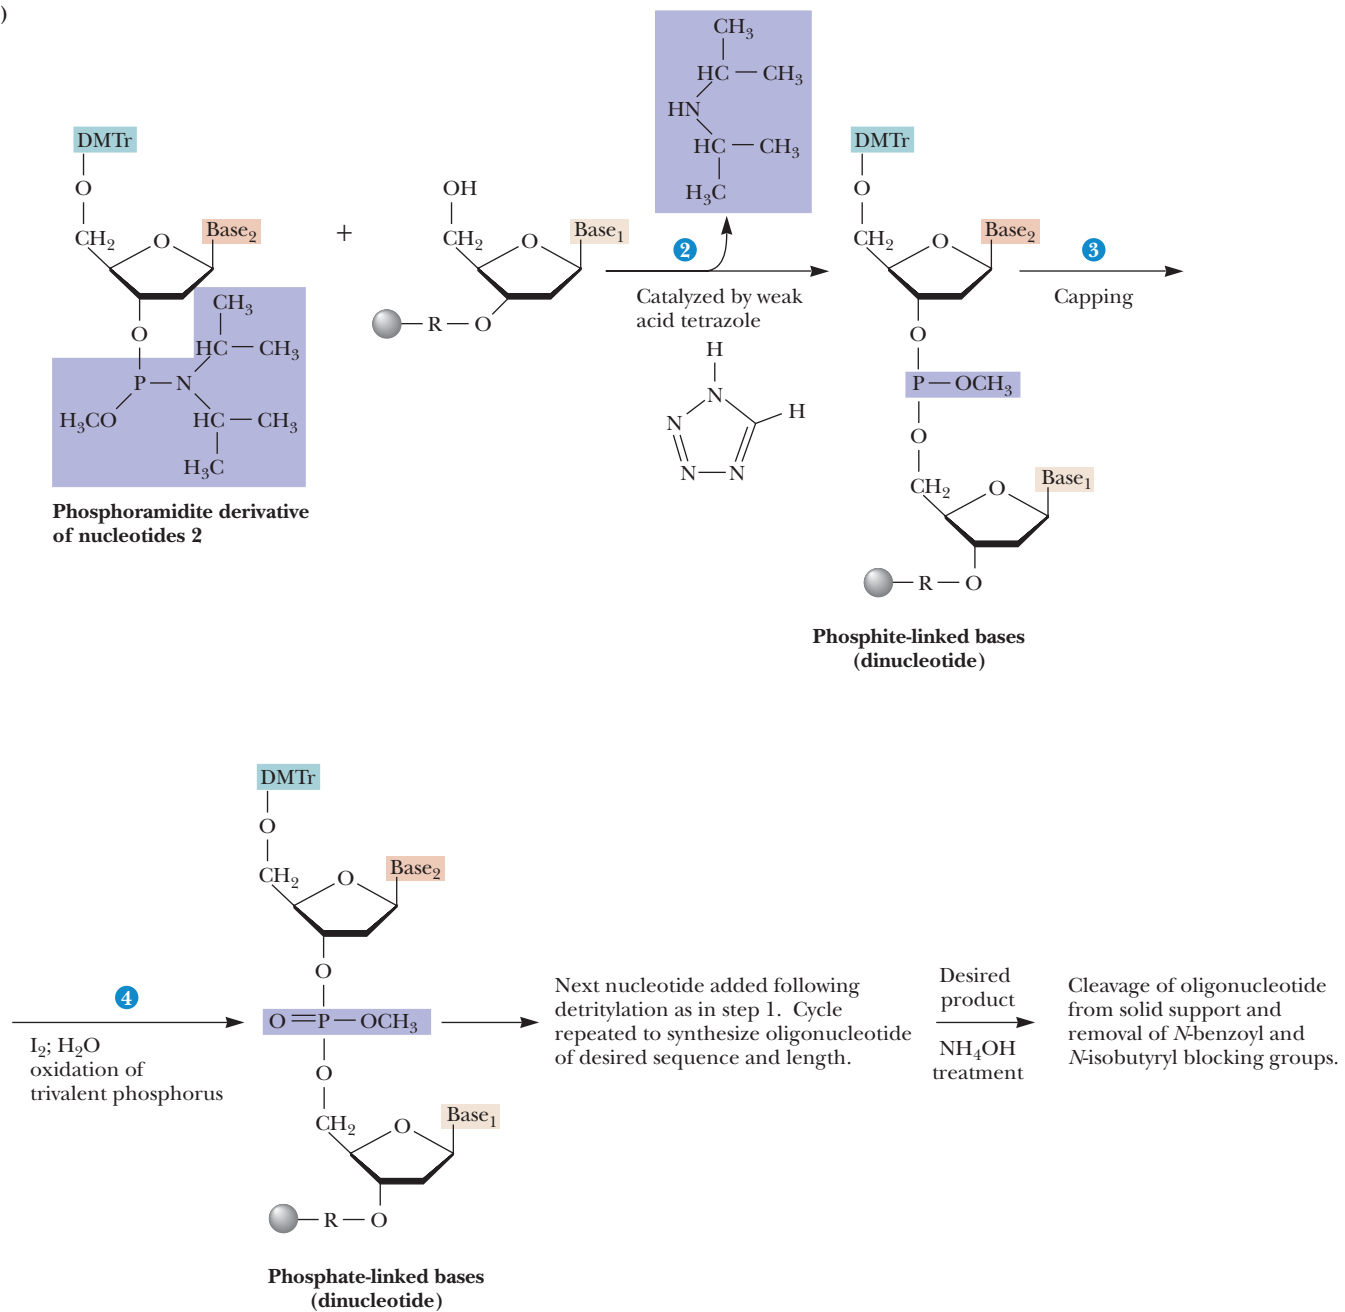 )
CH₃
HC — CH₃
HN
HC — CH₃
H₃C
DMTr
O
CH₂
O
Base₂
CH₃
O
HC — CH₃
P — N
H₃CO
HC — CH₃
H₃C
Phosphoramidite derivative
of nucleotides 2
+
OH
CH₂
O
Base₁
R — O
2
Catalyzed by weak
acid tetrazole
H
N
H
N
N
N
DMTr
O
CH₂
O
Base₂
O
P — OCH₃
O
CH₂
O
Base₁
R — O
Phosphite-linked bases
(dinucleotide)
3
Capping
4
I₂; H₂O
oxidation of
trivalent phosphorus
DMTr
O
CH₂
O
Base₂
O
O=P — OCH₃
O
CH₂
O
Base₁
R — O
Phosphate-linked bases
(dinucleotide)
Next nucleotide added following
detritylation as in step 1. Cycle
repeated to synthesize oligonucleotide
of desired sequence and length.
Desired
product
NH₄OH
treatment
Cleavage of oligonucleotide
from solid support and
removal of N-benzoyl and
N-isobutyryl blocking groups.